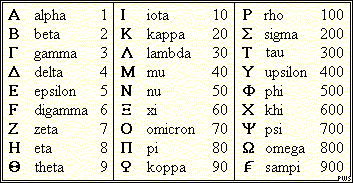 Α alpha 1 Ι iota 10 Ρ rho 100
Β beta 2 Κ kappa 20 Σ sigma 200
Γ gamma 3 Λ lambda 30 Τ tau 300
Δ delta 4 Μ mu 40 Υ upsilon 400
Ε epsilon 5 Ν nu 50 Φ phi 500
Ϝ digamma 6 Ξ xi 60 Χ khi 600
Ζ zeta 7 Ο omicron 70 Ψ psi 700
Η eta 8 Π pi 80 Ω omega 800
Θ theta 9 Ϙ koppa 90 Ϡ sampi 900